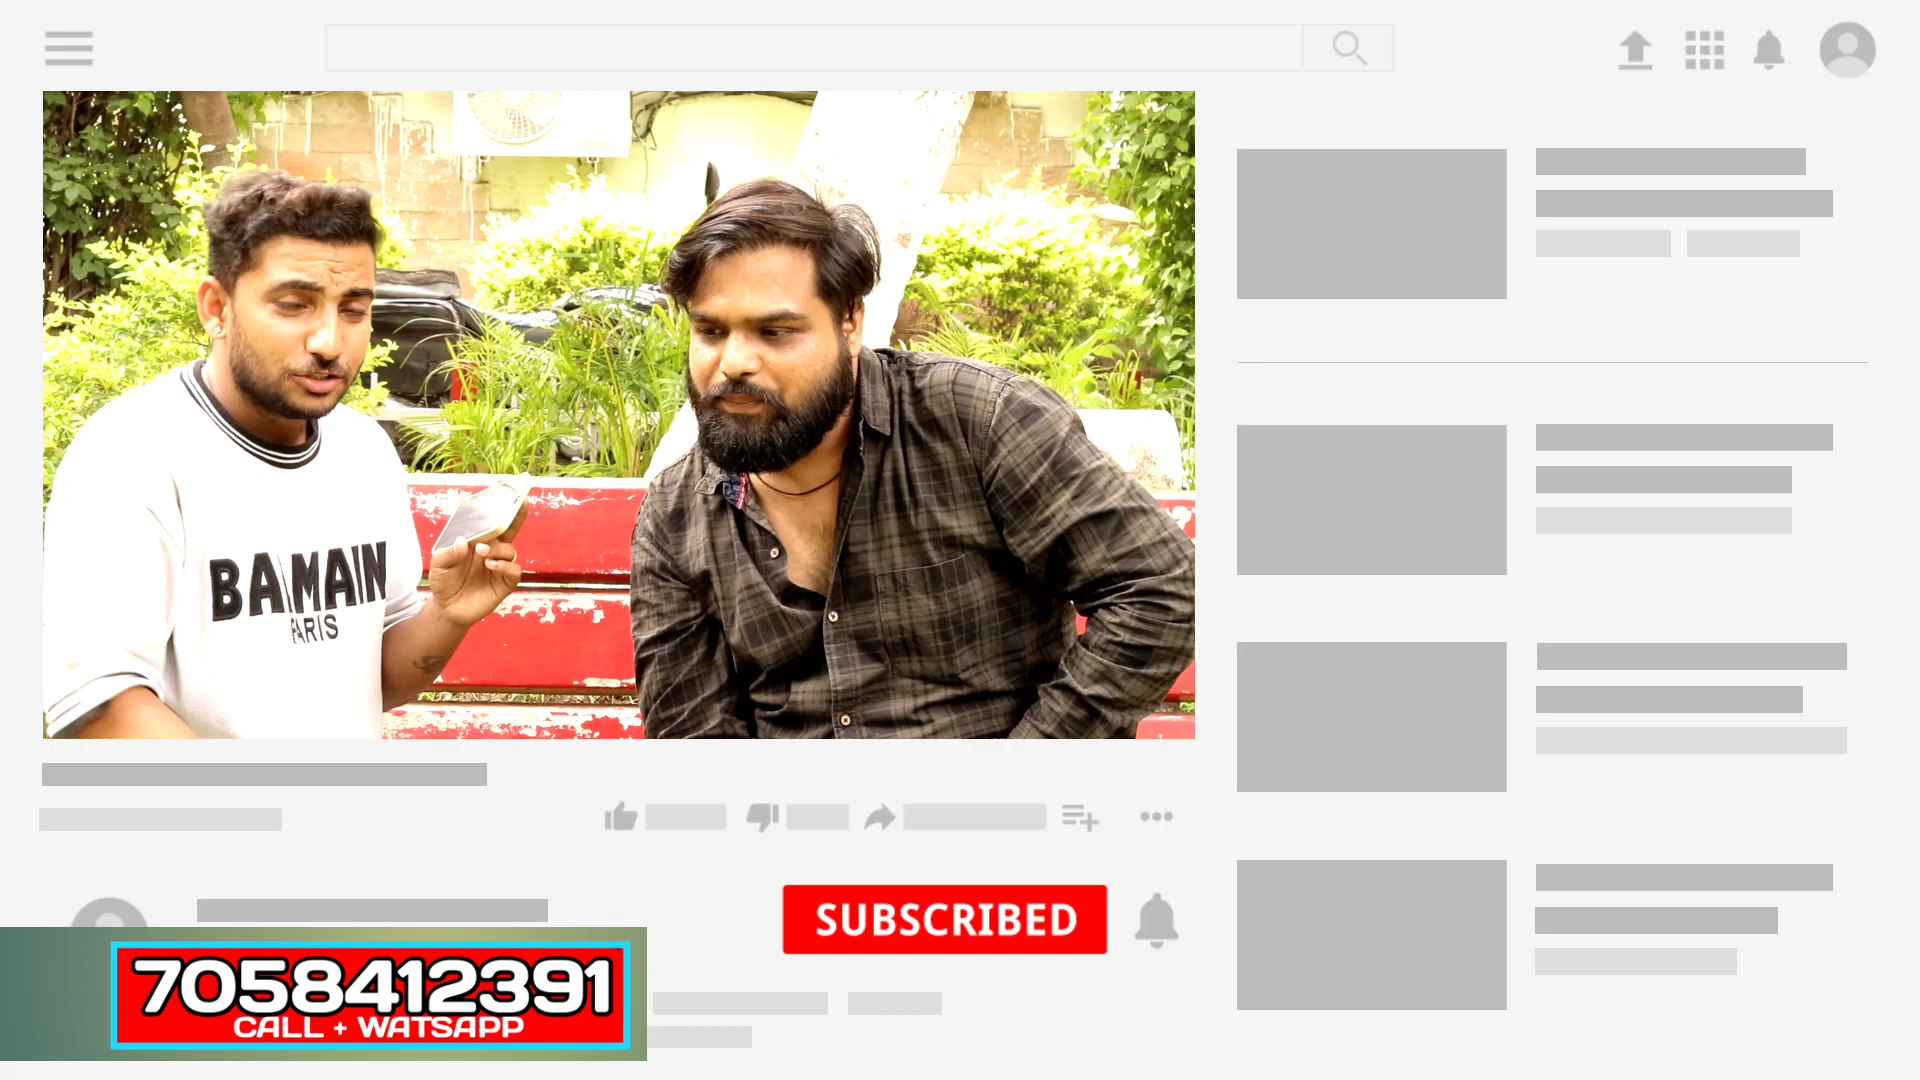 BALMAIN
PARIS
SUBSCRIBED
7058412391
CALL + WATSAPP